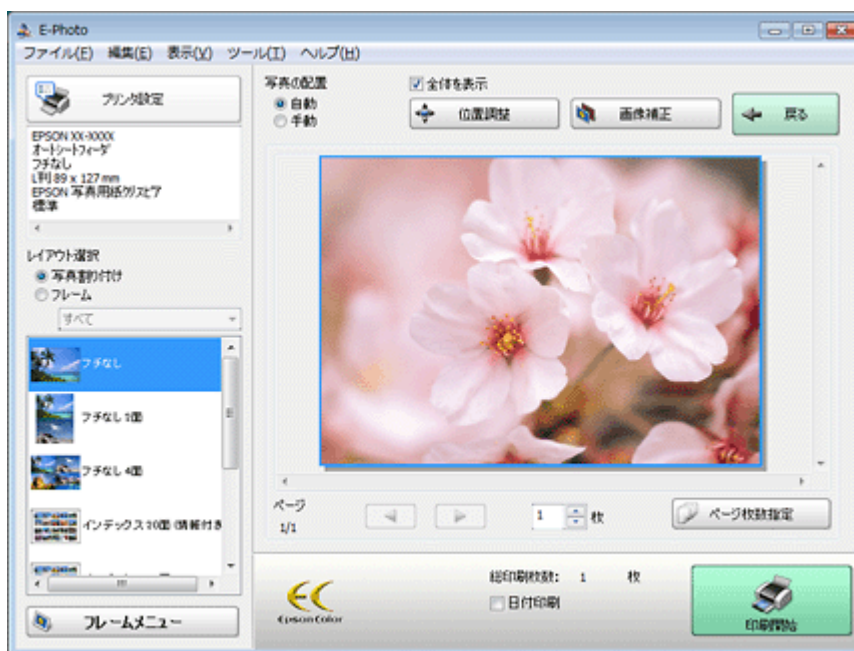 E-Photo
ファイル(F) 編集(E) 表示(V) ツール(T) ヘルプ(H)
プリンタ設定
EPSON XX-XXXX
オートシートフィーダ
フチなし
L判 89 x 127 mm
EPSON 写真用紙クリスピア
標準
レイアウト選択
写真割り付け
フレーム
すべて
フチなし
フチなし 2面
フチなし 4面
インデックス 20面 (情報付き
フレームメニュー
写真の配置
自動
手動
全体を表示
位置調整
画像補正
戻る
ページ
1/1
1 枚
ページ枚数指定
EC
Epson Color
総印刷枚数: 1 枚
日付印刷
印刷開始